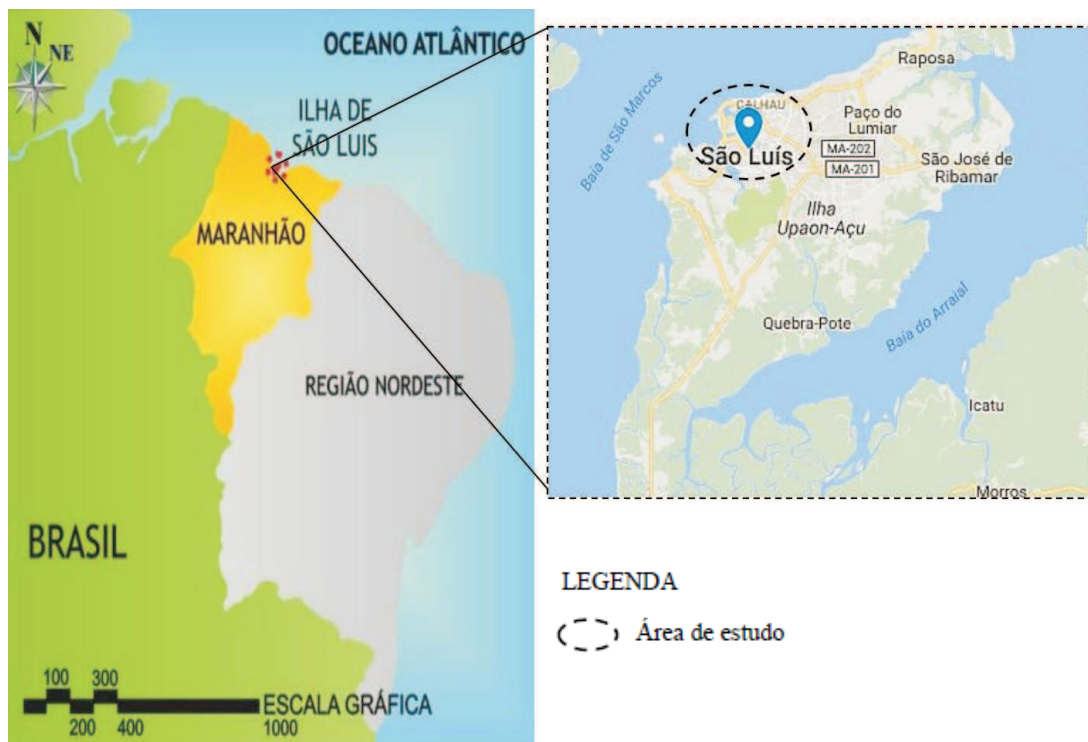 N
NE
OCEANO ATLÂNTICO
ILHA DE
SÃO LUIS
MARANHÃO
REGIÃO NORDESTE
BRASIL
100 300
ESCALA GRÁFICA
200 400 1000
Raposa
CALHAU
Baía de São Marcos
Paço do
Lumiar
São Luís
MA-202
MA-201
São José de
Ribamar
Ilha
Upaon-Açu
Quebra-Pote
Baía do Arraial
Icatu
Morros
LEGENDA
Área de estudo